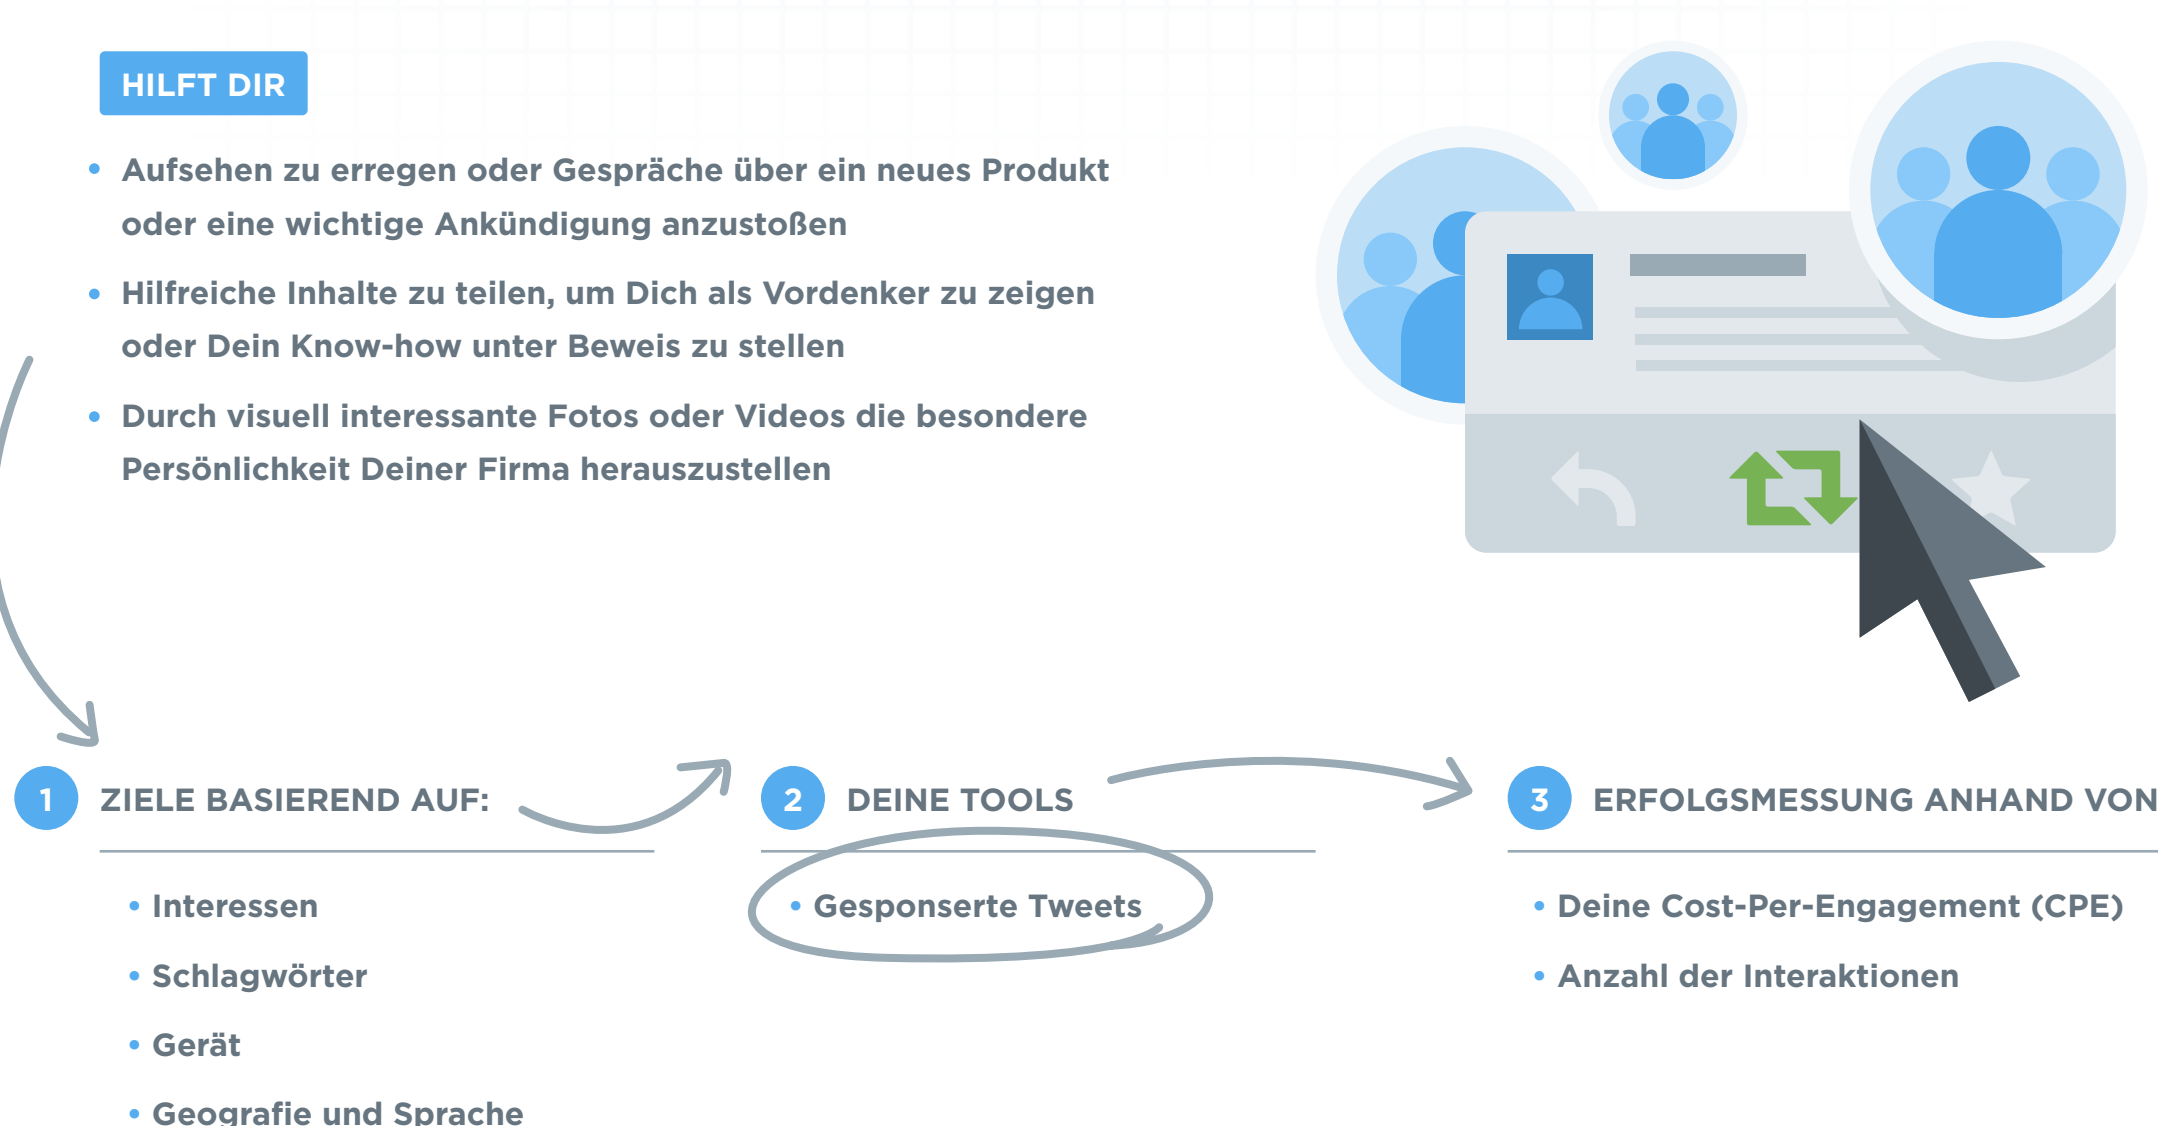 HILFT DIR
• Aufsehen zu erregen oder Gespräche über ein neues Produkt
oder eine wichtige Ankündigung anzustoßen
• Hilfreiche Inhalte zu teilen, um Dich als Vordenker zu zeigen
oder Dein Know-how unter Beweis zu stellen
• Durch visuell interessante Fotos oder Videos die besondere
Persönlichkeit Deiner Firma herauszustellen
1 ZIELE BASIEREND AUF:
• Interessen
• Schlagwörter
• Gerät
• Geografie und Sprache
2 DEINE TOOLS
• Gesponserte Tweets
3 ERFOLGSMESSUNG ANHAND VON
• Deine Cost-Per-Engagement (CPE)
• Anzahl der Interaktionen